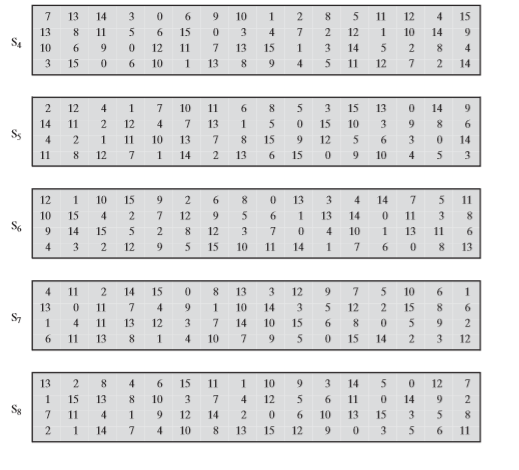 S4
7 13 14 3 0 6 9 10 1 2 8 5 11 12 4 15
13 8 11 5 6 15 0 3 4 7 2 12 1 10 14 9
10 6 9 0 12 11 7 13 15 1 3 14 5 2 8 4
3 15 0 6 10 1 13 8 9 4 5 11 12 7 2 14
S5
2 12 4 1 7 10 11 6 8 5 3 15 13 0 14 9
14 11 2 12 4 7 13 1 5 0 15 10 3 9 8 6
4 2 1 11 10 13 7 8 15 9 12 5 6 3 0 14
11 8 12 7 1 14 2 13 6 15 0 9 10 4 5 3
S6
12 1 10 15 9 2 6 8 0 13 3 4 14 7 5 11
10 15 4 2 7 12 9 5 6 1 13 14 0 11 3 8
9 14 15 5 2 8 12 3 7 0 4 10 1 13 11 6
4 3 2 12 9 5 15 10 11 14 1 7 6 0 8 13
S7
4 11 2 14 15 0 8 13 3 12 9 7 5 10 6 1
13 0 11 7 4 9 1 10 14 3 5 12 2 15 8 6
1 4 11 13 12 3 7 14 10 15 6 8 0 5 9 2
6 11 13 8 1 4 10 7 9 5 0 15 14 2 3 12
S8
13 2 8 4 6 15 11 1 10 9 3 14 5 0 12 7
1 15 13 8 10 3 7 4 12 5 6 11 0 14 9 2
7 11 4 1 9 12 14 2 0 6 10 13 15 3 5 8
2 1 14 7 4 10 8 13 15 12 9 0 3 5 6 11